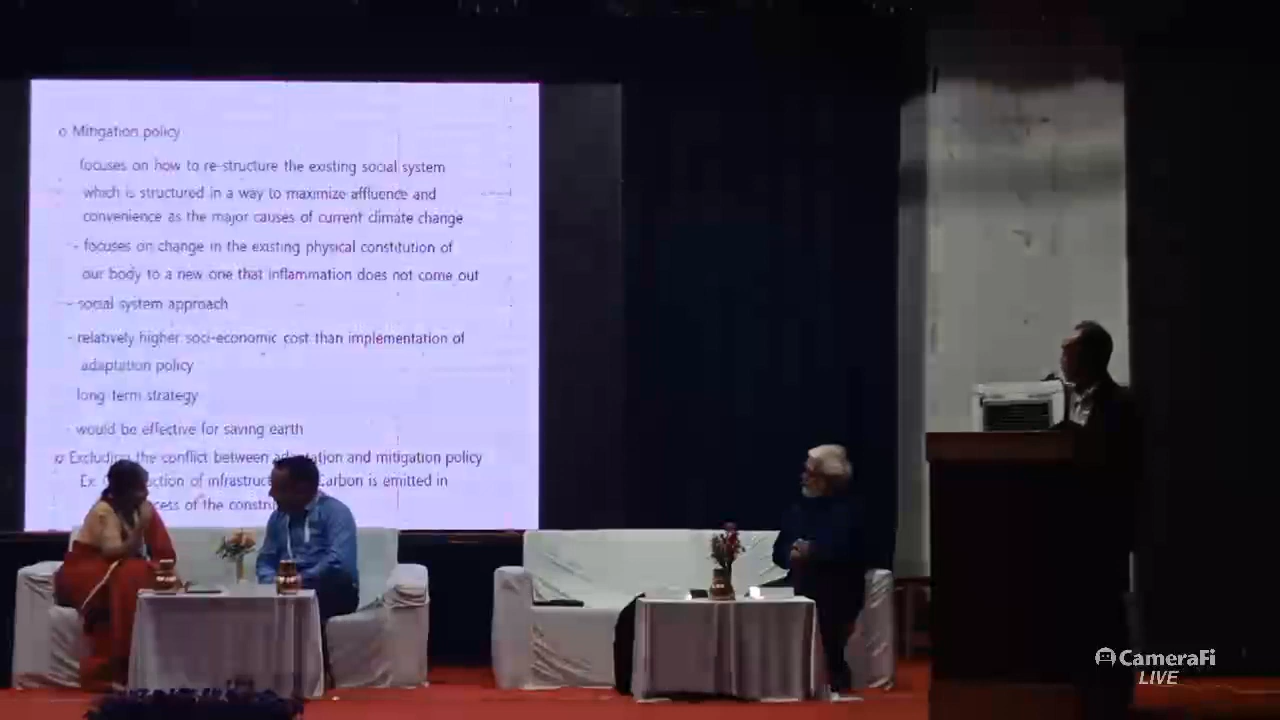 o Mitigation policy
focuses on how to re-structure the existing social system
which is structured in a way to maximize affluence and
convenience as the major causes of current climate change
- focuses on change in the existing physical constitution of
our body to a new one that inflammation does not come out
- social system approach
- relatively higher soci-economic cost than implementation of
adaptation policy
long term strategy
- would be effective for saving earth
o Excluding the conflict between adaptation and mitigation policy
Ex. of Carbon is emitted in
of the
CameraFi
LIVE